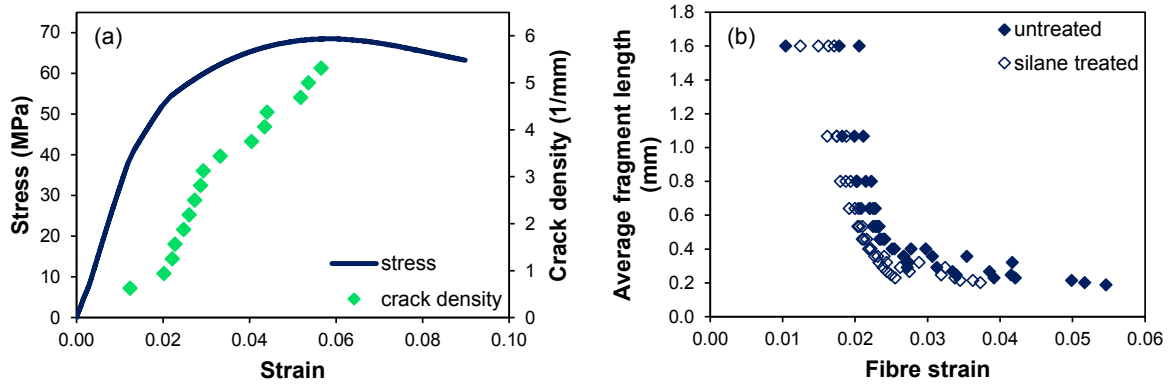 (a)
70
60
50
40
30
20
10
0
Stress (MPa)
6
5
4
3
2
1
0
Crack density (1/mm)
stress
crack density
0.00 0.02 0.04 0.06 0.08 0.10
Strain
(b)
1.8
1.6
1.4
1.2
1.0
0.8
0.6
0.4
0.2
0.0
Average fragment length
(mm)
untreated
silane treated
0.00 0.01 0.02 0.03 0.04 0.05 0.06
Fibre strain